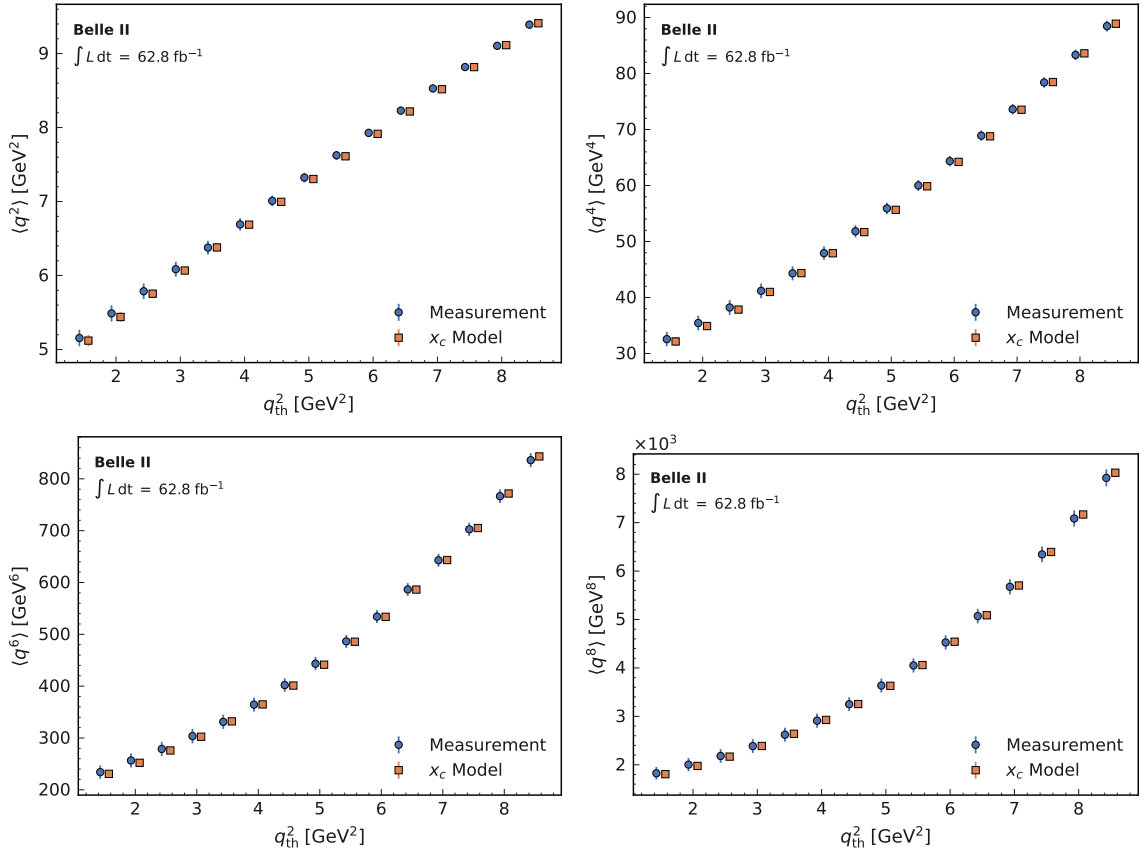 Belle II
∫ L dt = 62.8 fb⁻¹
⟨q²⟩ [GeV²]
9
8
7
6
5
Measurement
x_c Model
2 3 4 5 6 7 8
q²_th [GeV²]
Belle II
∫ L dt = 62.8 fb⁻¹
⟨q⁴⟩ [GeV⁴]
90
80
70
60
50
40
30
Measurement
x_c Model
2 3 4 5 6 7 8
q²_th [GeV²]
Belle II
∫ L dt = 62.8 fb⁻¹
⟨q⁶⟩ [GeV⁶]
800
700
600
500
400
300
200
Measurement
x_c Model
2 3 4 5 6 7 8
q²_th [GeV²]
×10³
Belle II
∫ L dt = 62.8 fb⁻¹
⟨q⁸⟩ [GeV⁸]
8
7
6
5
4
3
2
Measurement
x_c Model
2 3 4 5 6 7 8
q²_th [GeV²]